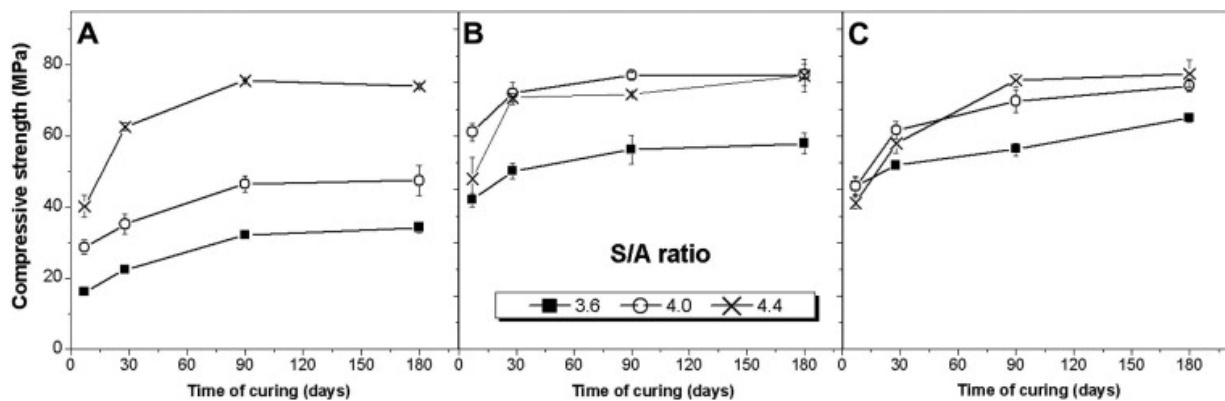 A
B
C
Compressive strength (MPa)
80
60
40
20
0
S/A ratio
3.6 4.0 4.4
0 30 60 90 120 150 180 0 30 60 90 120 150 180 0 30 60 90 120 150 180
Time of curing (days) Time of curing (days) Time of curing (days)